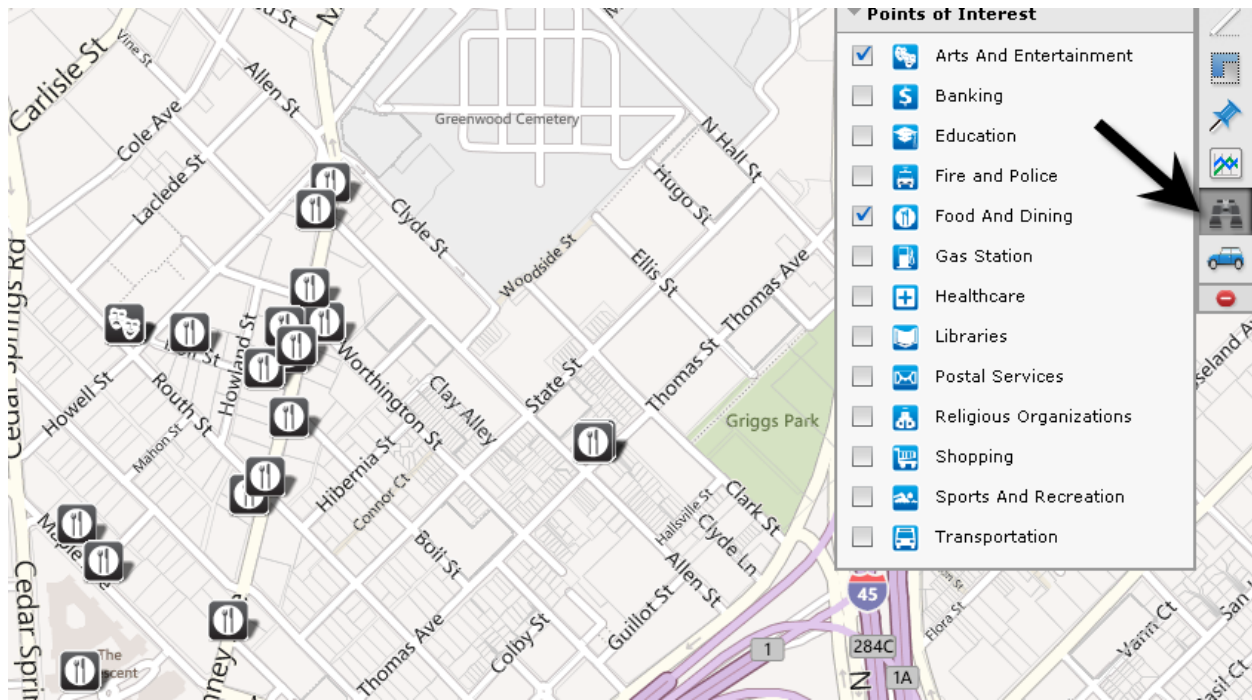 Points of Interest
Arts And Entertainment
Banking
Education
Fire and Police
Food And Dining
Gas Station
Healthcare
Libraries
Postal Services
Religious Organizations
Shopping
Sports And Recreation
Transportation
Carlisle St
Vine St
Allen St
Cole Ave
Laclede St
Greenwood Cemetery
N Hall St
Hugo St
Clyde St
Woodside St
Ellis St
Thomas Ave
Howland St
Howell St
Routh St
Mahon St
Worthington St
Clay Alley
State St
Thomas St
Griggs Park
Hibernia St
Connor Ct
Boll St
Hallsville St
Clark St
Clyde Ln
Allen St
Guillot St
Colby St
Thomas Ave
The
Cedar Springs Rd
Cedar Sprin
45
1
284C
1A
N
Flora St
Vann Ct